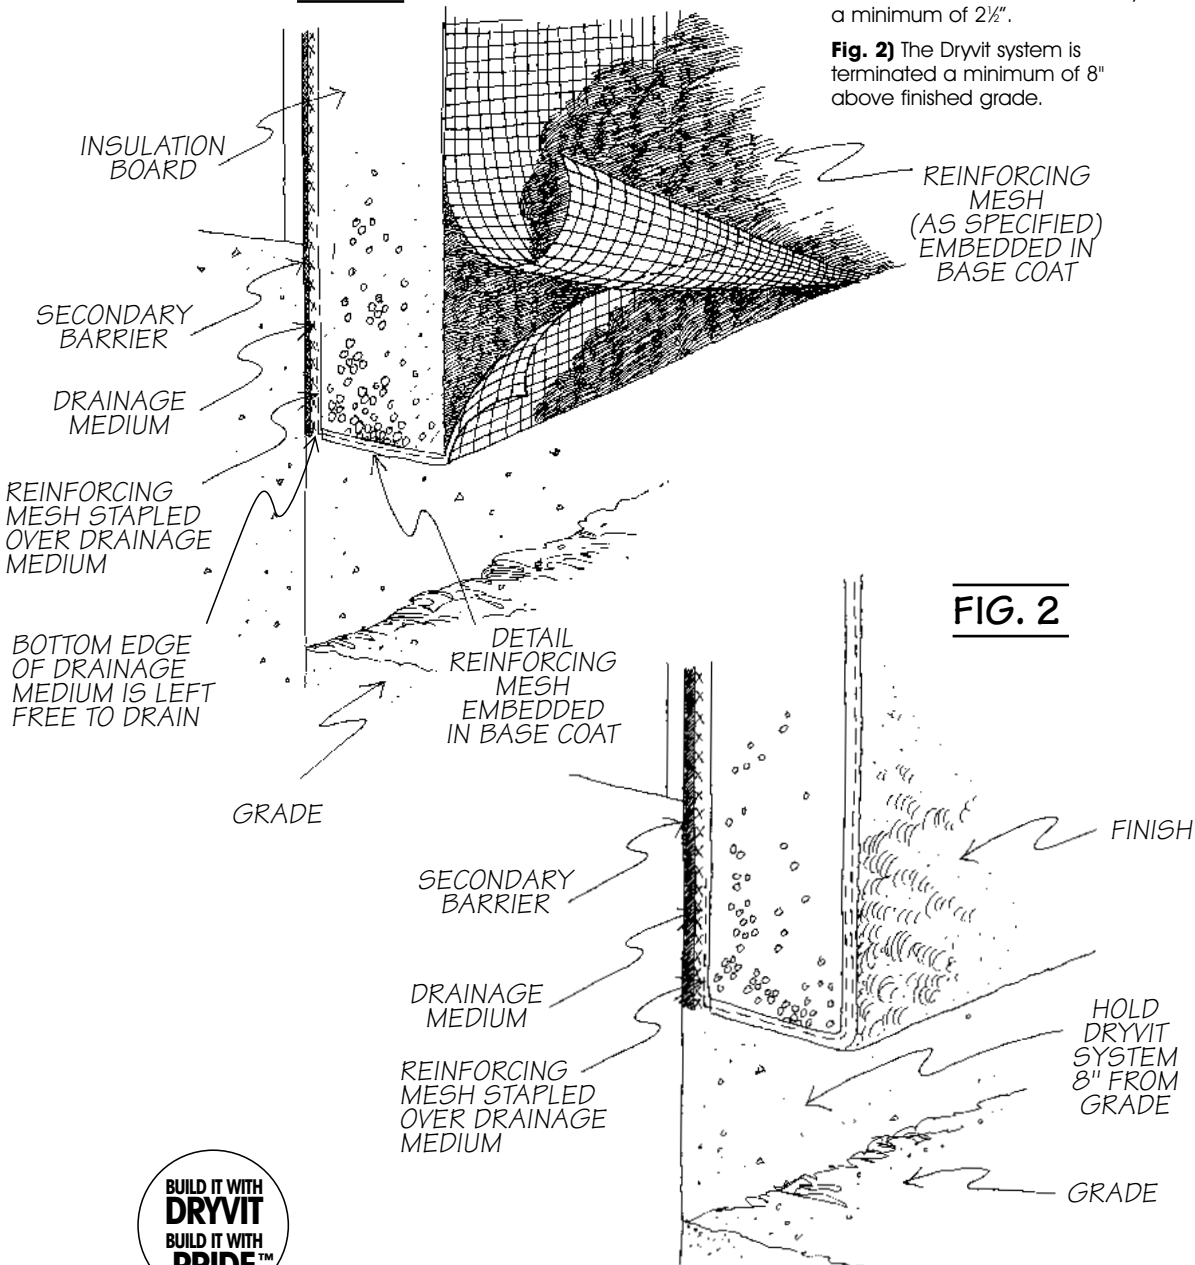 a minimum of 2½".
Fig. 2) The Dryvit system is
terminated a minimum of 8"
above finished grade.
INSULATION
BOARD
REINFORCING
MESH
(AS SPECIFIED)
EMBEDDED IN
BASE COAT
SECONDARY
BARRIER
DRAINAGE
MEDIUM
REINFORCING
MESH STAPLED
OVER DRAINAGE
MEDIUM
BOTTOM EDGE
OF DRAINAGE
MEDIUM IS LEFT
FREE TO DRAIN
DETAIL
REINFORCING
MESH
EMBEDDED
IN BASE COAT
GRADE
FIG. 2
FINISH
SECONDARY
BARRIER
DRAINAGE
MEDIUM
REINFORCING
MESH STAPLED
OVER DRAINAGE
MEDIUM
HOLD
DRYVIT
SYSTEM
8" FROM
GRADE
GRADE
BUILD IT WITH
DRYVIT
BUILD IT WITH
PRIDE™